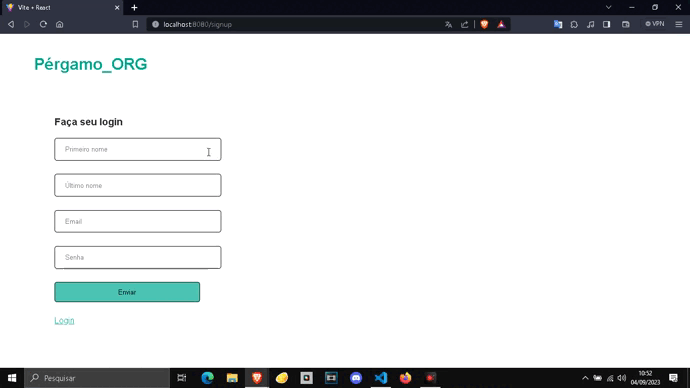 Vite + React
localhost:8080/signup
VPN
Pérgamo_ORG
Faça seu login
Primeiro nome
Último nome
Email
Senha
Enviar
Login
Pesquisar
10:52
04/09/2023